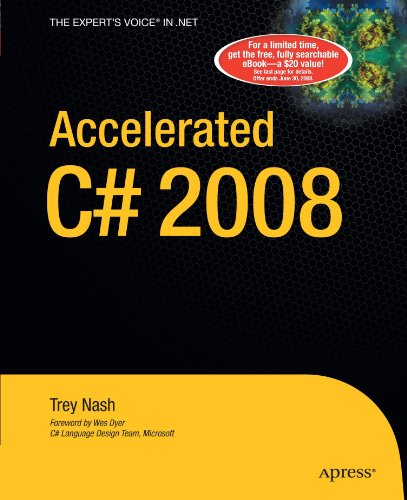 THE EXPERT'S VOICE® IN .NET
For a limited time,
get the free, fully searchable
eBook—a $20 value!
See last page for details.
Offer ends June 30, 2008.
Accelerated
C# 2008
Trey Nash
Foreword by Wes Dyer
C# Language Design Team, Microsoft
Apress®